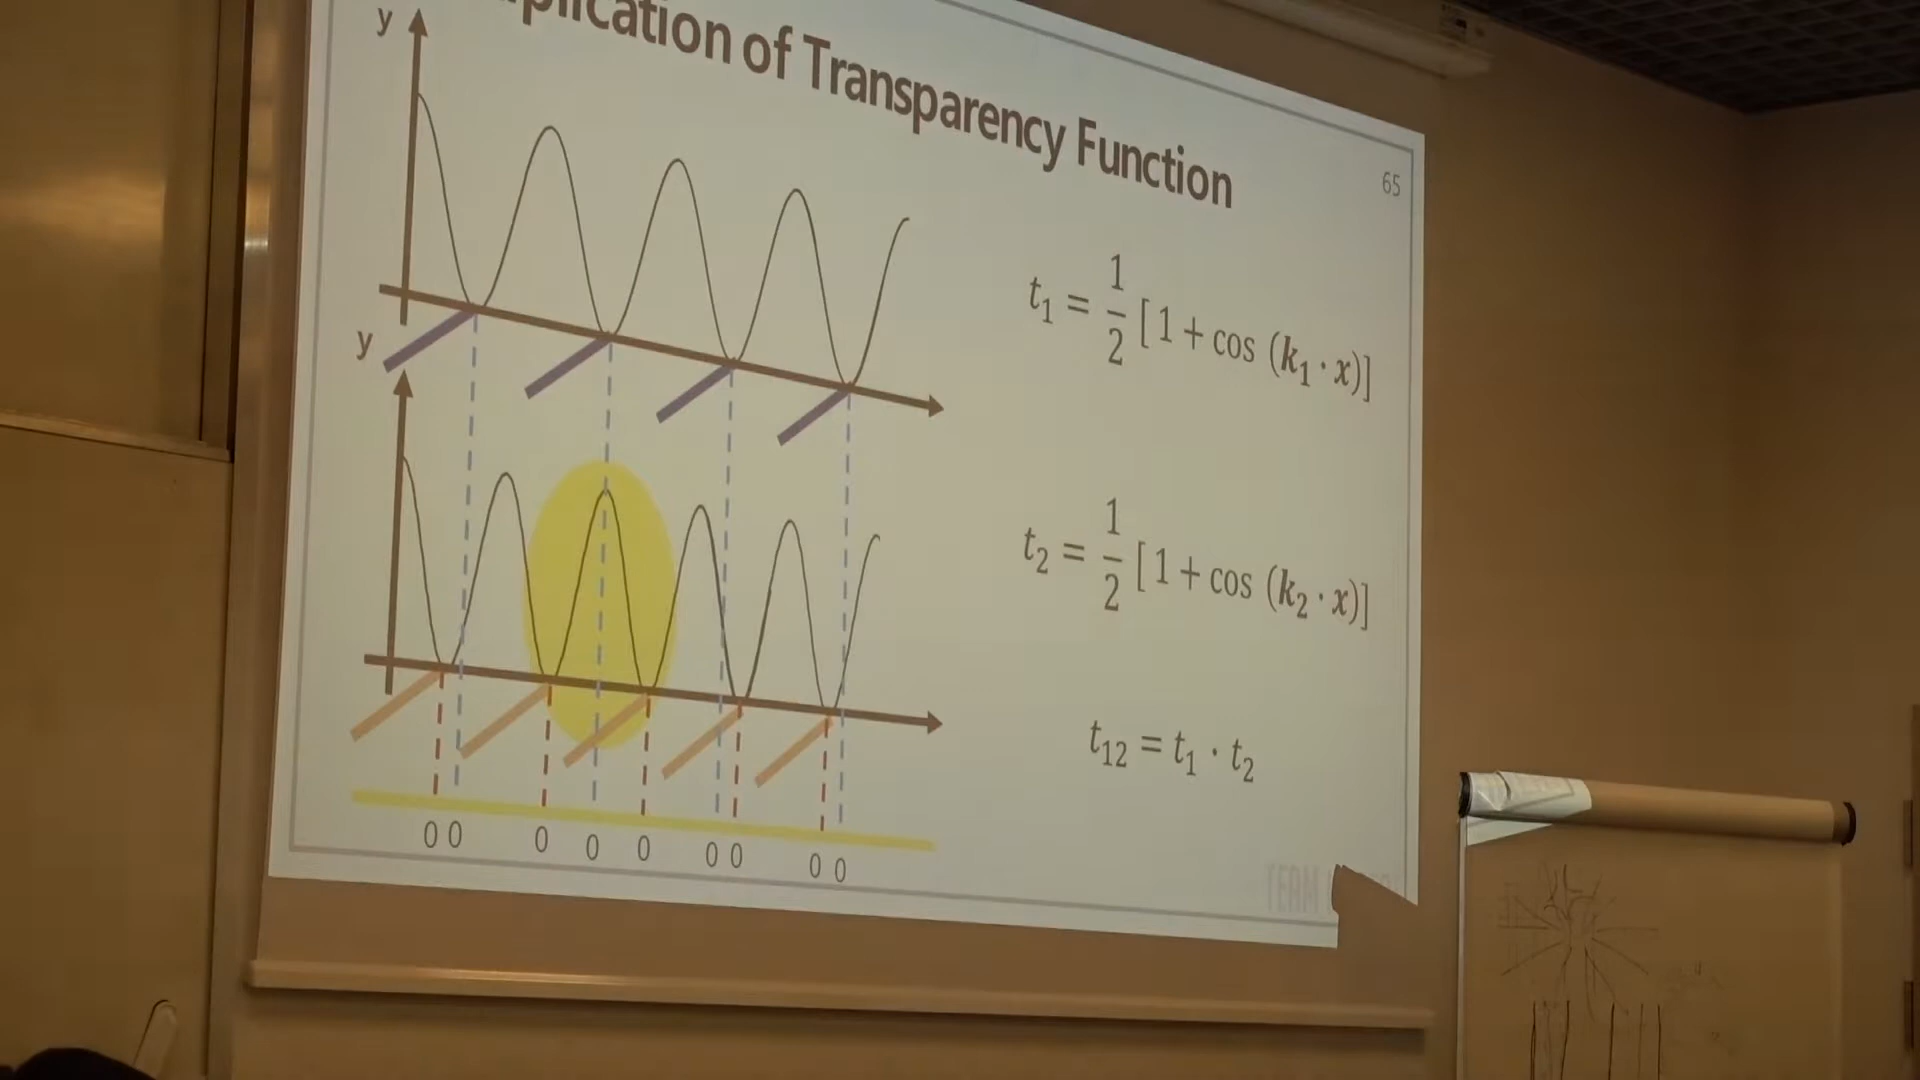 of Transparency Function
65
y
t₁ = 1/2 [1 + cos (k₁ · x)]
y
t₂ = 1/2 [1 + cos (k₂ · x)]
t₁₂ = t₁ · t₂
0 0 0 0 0 0 0 0 0
TEAM